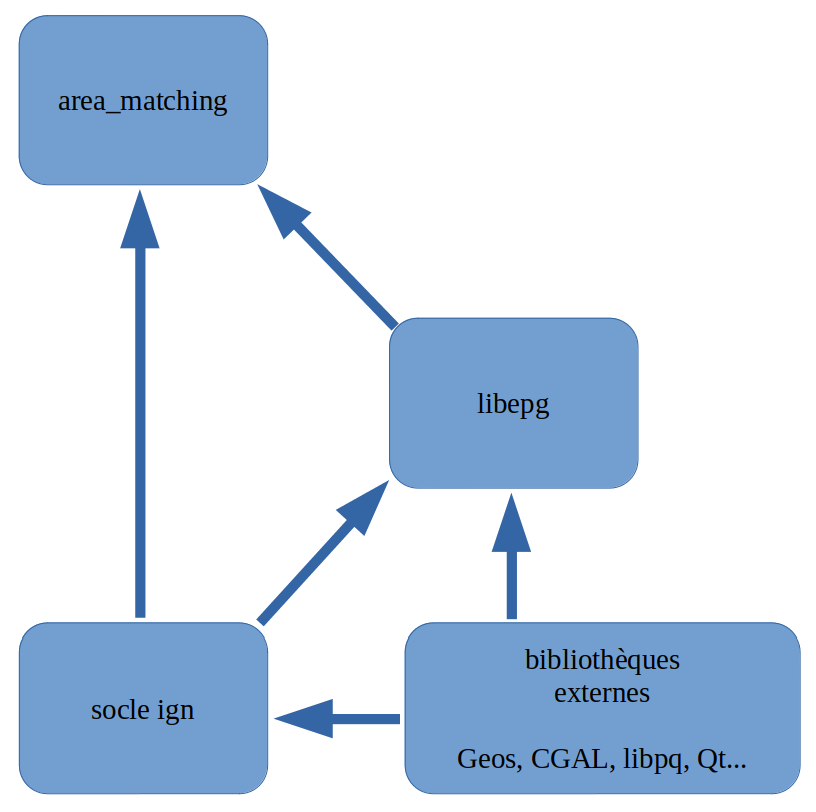 area_matching
libepg
socle ign
bibliothèques
externes
Geos, CGAL, libpq, Qt...